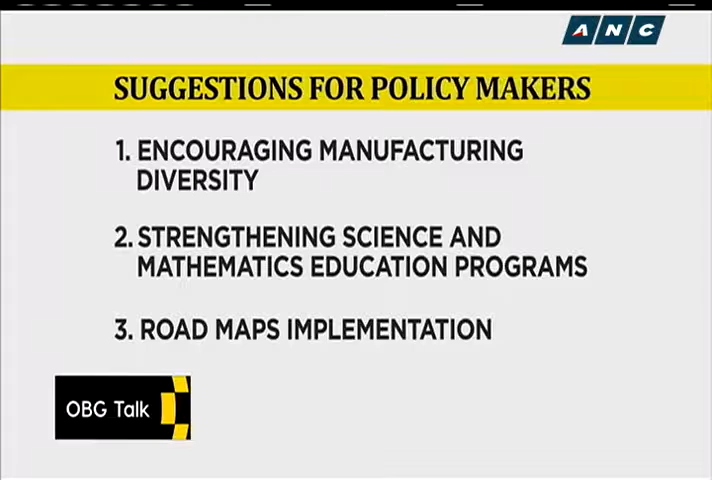 ANC
SUGGESTIONS FOR POLICY MAKERS
1. ENCOURAGING MANUFACTURING
DIVERSITY
2. STRENGTHENING SCIENCE AND
MATHEMATICS EDUCATION PROGRAMS
3. ROAD MAPS IMPLEMENTATION
OBG Talk